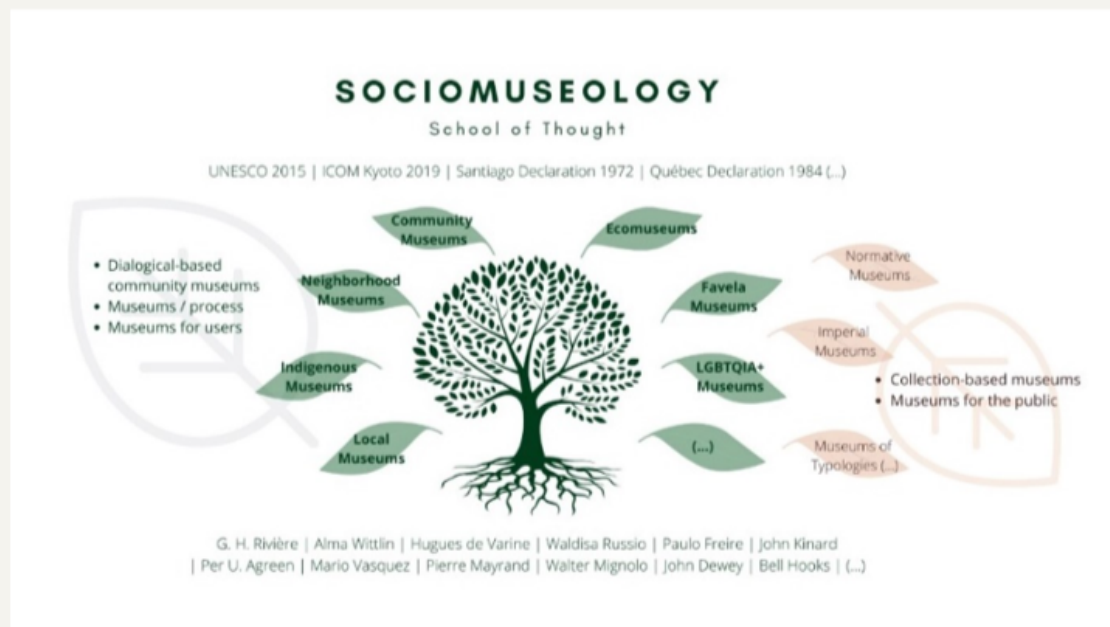 SOCIOMUSEOLOGY
School of Thought
UNESCO 2015 | ICOM Kyoto 2019 | Santiago Declaration 1972 | Québec Declaration 1984 (...)
Community
Museums
Ecomuseums
Neighborhood
Museums
Favela
Museums
Indigenous
Museums
LGBTQIA+
Museums
Local
Museums
(...)
• Dialogical-based
community museums
• Museums / process
• Museums for users
Normative
Museums
Imperial
Museums
• Collection-based museums
• Museums for the public
Museums of
Typologies (...)
G. H. Rivière | Alma Wittlin | Hugues de Varine | Waldisa Russio | Paulo Freire | John Kinard
| Per U. Agreen | Mario Vasquez | Pierre Mayrand | Walter Mignolo | John Dewey | Bell Hooks | (...)